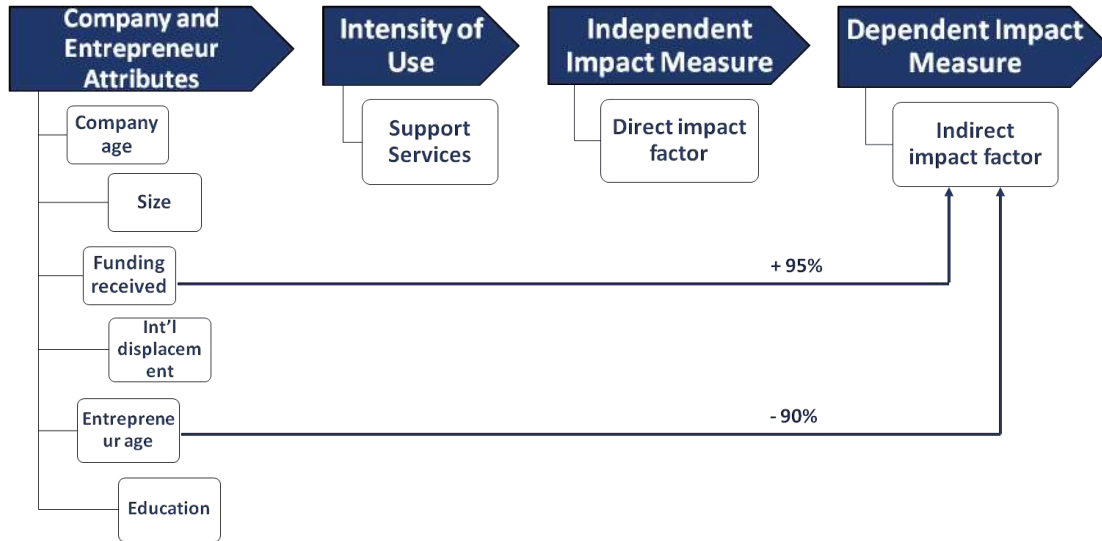 Company and
Entrepreneur
Attributes
Intensity of
Use
Independent
Impact Measure
Dependent Impact
Measure
Company
age
Size
Funding
received
Int'l
displacem
ent
Entreprene
ur age
Education
Support
Services
Direct impact
factor
Indirect
impact factor
+ 95%
- 90%